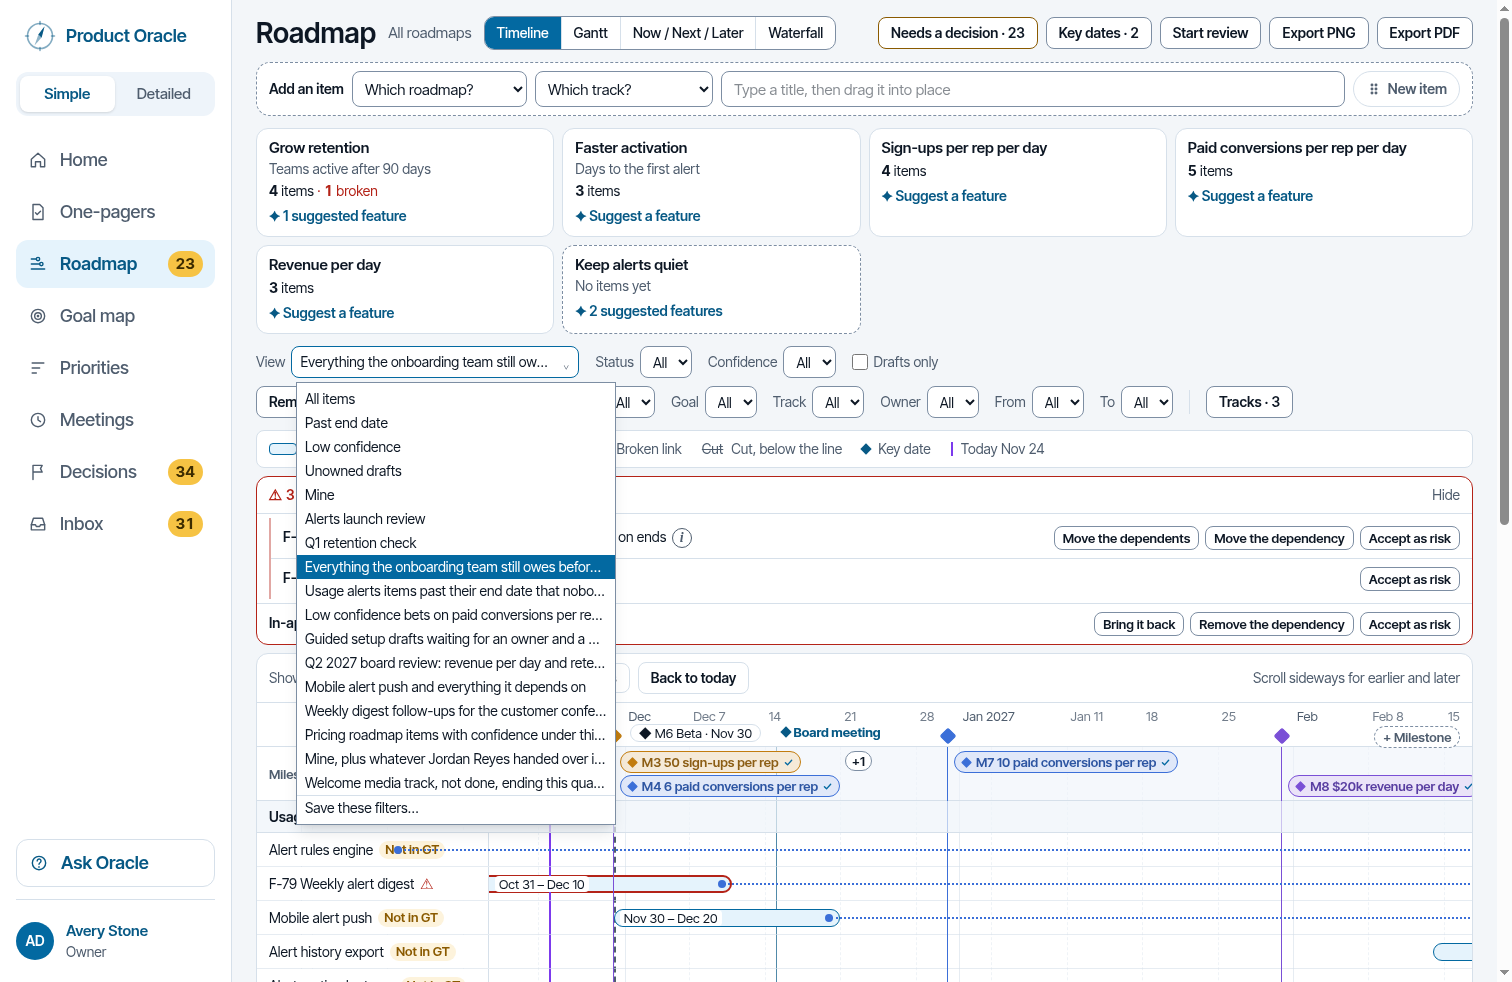 Product Oracle
Simple
Detailed
Home
One-pagers
Roadmap 23
Goal map
Priorities
Meetings
Decisions 34
Inbox 31
Ask Oracle
AD
Avery Stone
Owner
Roadmap All roadmaps Timeline Gantt Now / Next / Later Waterfall Needs a decision · 23 Key dates · 2 Start review Export PNG Export PDF
Add an item Which roadmap? Which track? Type a title, then drag it into place New item
Grow retention
Teams active after 90 days
4 items · 1 broken
1 suggested feature
Faster activation
Days to the first alert
3 items
Suggest a feature
Sign-ups per rep per day
4 items
Suggest a feature
Paid conversions per rep per day
5 items
Suggest a feature
Revenue per day
3 items
Suggest a feature
Keep alerts quiet
No items yet
2 suggested features
View Everything the onboarding team still ow... Status All Confidence All Drafts only
Rem All Goal All Track All Owner All From All To All Tracks · 3
All items
Past end date
Low confidence
Unowned drafts
Mine
Alerts launch review
Q1 retention check
Everything the onboarding team still owes befor...
Usage alerts items past their end date that nobo...
Low confidence bets on paid conversions per re...
Guided setup drafts waiting for an owner and a ...
Q2 2027 board review: revenue per day and rete...
Mobile alert push and everything it depends on
Weekly digest follow-ups for the customer confe...
Pricing roadmap items with confidence under thi...
Mine, plus whatever Jordan Reyes handed over i...
Welcome media track, not done, ending this qua...
Save these filters...
Broken link Cut Cut, below the line Key date Today Nov 24
3 Hide
F- on ends i Move the dependents Move the dependency Accept as risk
F- Accept as risk
In-ap Bring it back Remove the dependency Accept as risk
Show Back to today Scroll sideways for earlier and later
Dec Dec 7 14 21 28 Jan 2027 Jan 11 18 25 Feb Feb 8 15
M6 Beta · Nov 30 Board meeting + Milestone
Miles M3 50 sign-ups per rep +1 M7 10 paid conversions per rep
M4 6 paid conversions per rep M8 $20k revenue per day
Usag
Alert rules engine Not in GT
F-79 Weekly alert digest Oct 31 – Dec 10
Mobile alert push Not in GT Nov 30 – Dec 20
Alert history export Not in GT